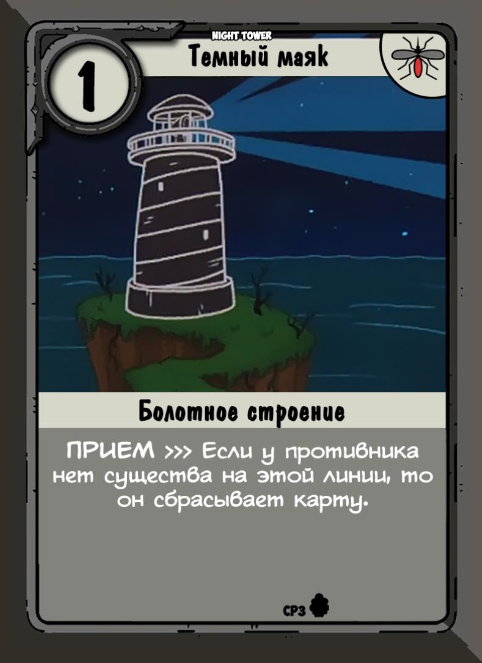 NIGHT TOWER
1
Темный маяк
Болотное строение
ПРИЕМ >>> Если у противника
нет существа на этой линии, то
он сбрасывает карту.
СР3